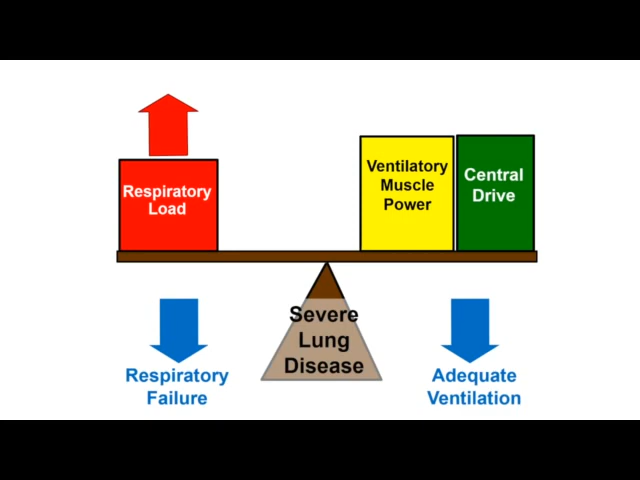 Respiratory
Load
Ventilatory
Muscle
Power
Central
Drive
Severe
Lung
Disease
Respiratory
Failure
Adequate
Ventilation